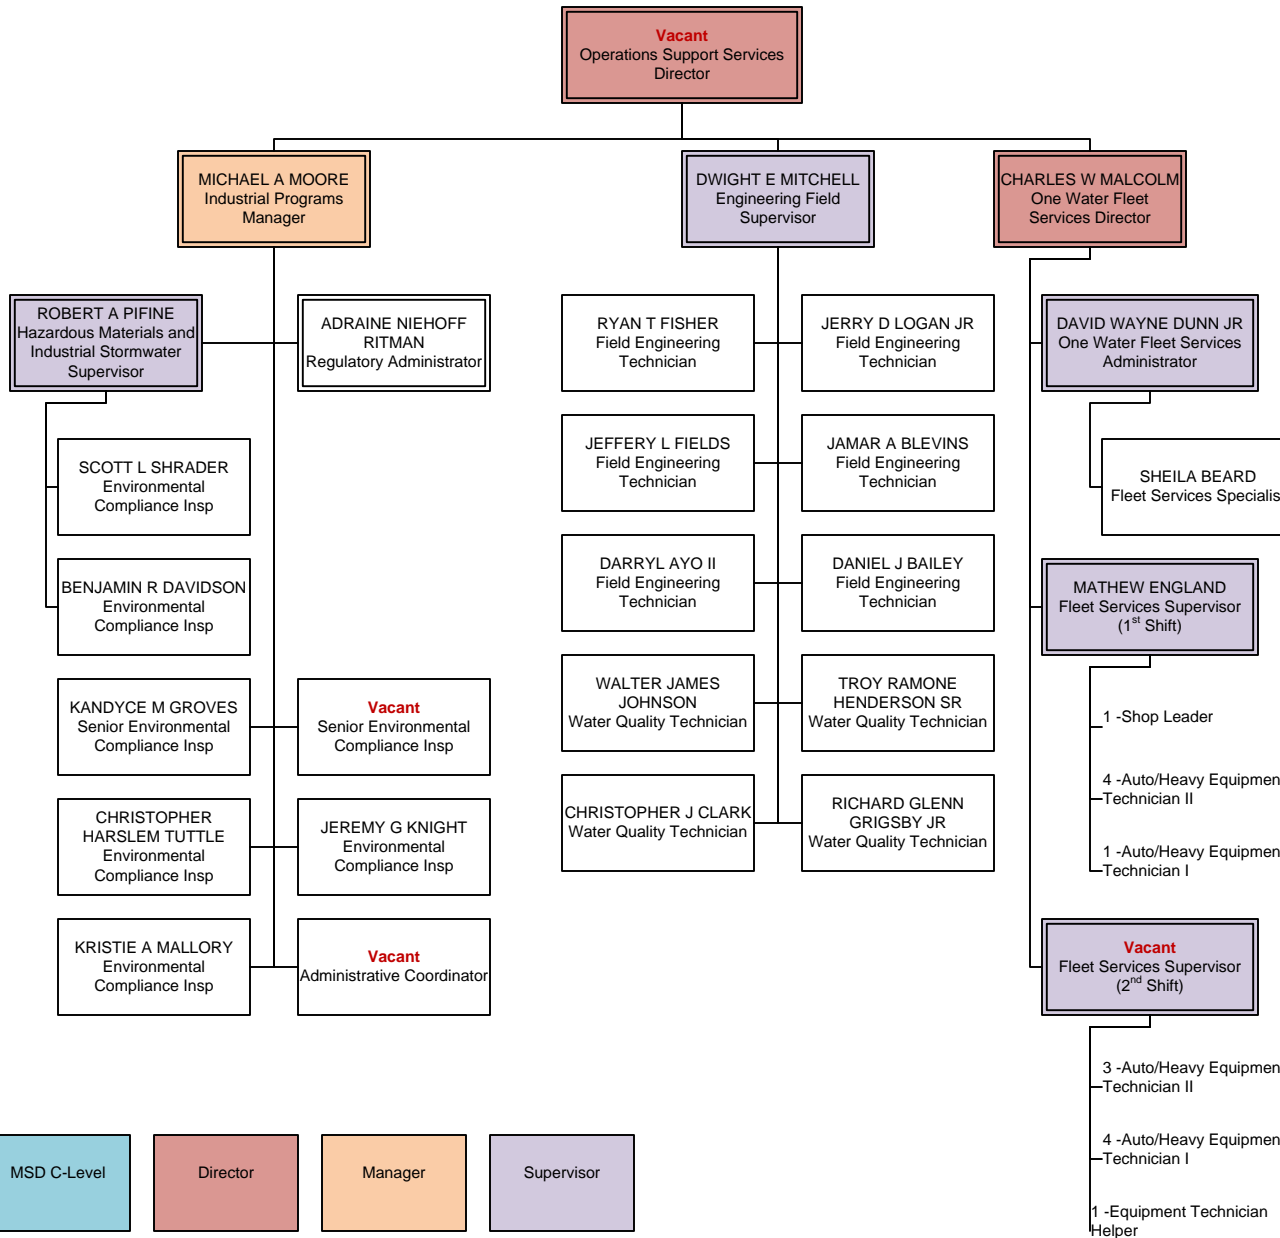 Vacant
Operations Support Services
Director
MICHAEL A MOORE
Industrial Programs
Manager
DWIGHT E MITCHELL
Engineering Field
Supervisor
CHARLES W MALCOLM
One Water Fleet
Services Director
ROBERT A PIFINE
Hazardous Materials and
Industrial Stormwater
Supervisor
ADRAINE NIEHOFF
RITMAN
Regulatory Administrator
RYAN T FISHER
Field Engineering
Technician
JERRY D LOGAN JR
Field Engineering
Technician
DAVID WAYNE DUNN JR
One Water Fleet Services
Administrator
SCOTT L SHRADER
Environmental
Compliance Insp
JEFFERY L FIELDS
Field Engineering
Technician
JAMAR A BLEVINS
Field Engineering
Technician
SHEILA BEARD
Fleet Services Specialis
BENJAMIN R DAVIDSON
Environmental
Compliance Insp
DARRYL AYO II
Field Engineering
Technician
DANIEL J BAILEY
Field Engineering
Technician
MATHEW ENGLAND
Fleet Services Supervisor
(1st Shift)
KANDYCE M GROVES
Senior Environmental
Compliance Insp
Vacant
Senior Environmental
Compliance Insp
WALTER JAMES
JOHNSON
Water Quality Technician
TROY RAMONE
HENDERSON SR
Water Quality Technician
1 -Shop Leader
4 -Auto/Heavy Equipmen
Technician II
1 -Auto/Heavy Equipmen
Technician I
CHRISTOPHER
HARSLEM TUTTLE
Environmental
Compliance Insp
JEREMY G KNIGHT
Environmental
Compliance Insp
CHRISTOPHER J CLARK
Water Quality Technician
RICHARD GLENN
GRIGSBY JR
Water Quality Technician
KRISTIE A MALLORY
Environmental
Compliance Insp
Vacant
Administrative Coordinator
Vacant
Fleet Services Supervisor
(2nd Shift)
3 -Auto/Heavy Equipmen
Technician II
4 -Auto/Heavy Equipmen
Technician I
1 -Equipment Technician
Helper
MSD C-Level
Director
Manager
Supervisor